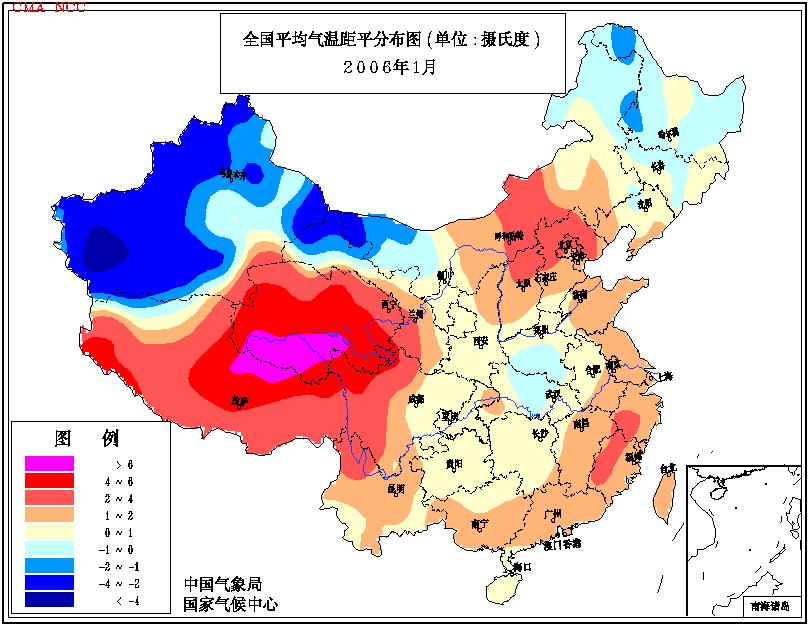 CMA NCC
全国平均气温距平分布图(单位:摄氏度)
2006年1月
哈尔滨
长春
沈阳
乌鲁木齐
呼和浩特
北京
天津
银川
太原
石家庄
济南
西宁
兰州
郑州
西安
合肥
南京
上海
拉萨
成都
重庆
武汉
南昌
长沙
贵阳
福州
台北
昆明
南宁
广州
澳门 香港
海口
图 例
> 6
4 ~ 6
2 ~ 4
1 ~ 2
0 ~ 1
-1 ~ 0
-2 ~ -1
-4 ~ -2
< -4
中国气象局
国家气候中心
南海诸岛